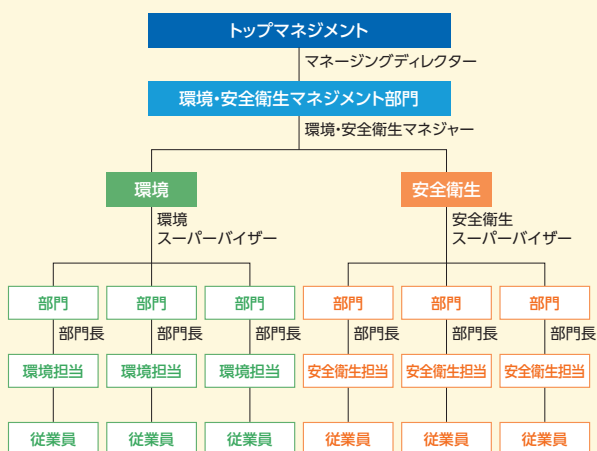 トップマネジメント
マネージングディレクター
環境・安全衛生マネジメント部門
環境・安全衛生マネジャー
環境
安全衛生
環境
スーパーバイザー
安全衛生
スーパーバイザー
部門 部門 部門 部門 部門 部門
部門長 部門長 部門長 部門長 部門長 部門長
環境担当 環境担当 環境担当 安全衛生担当 安全衛生担当 安全衛生担当
従業員 従業員 従業員 従業員 従業員 従業員